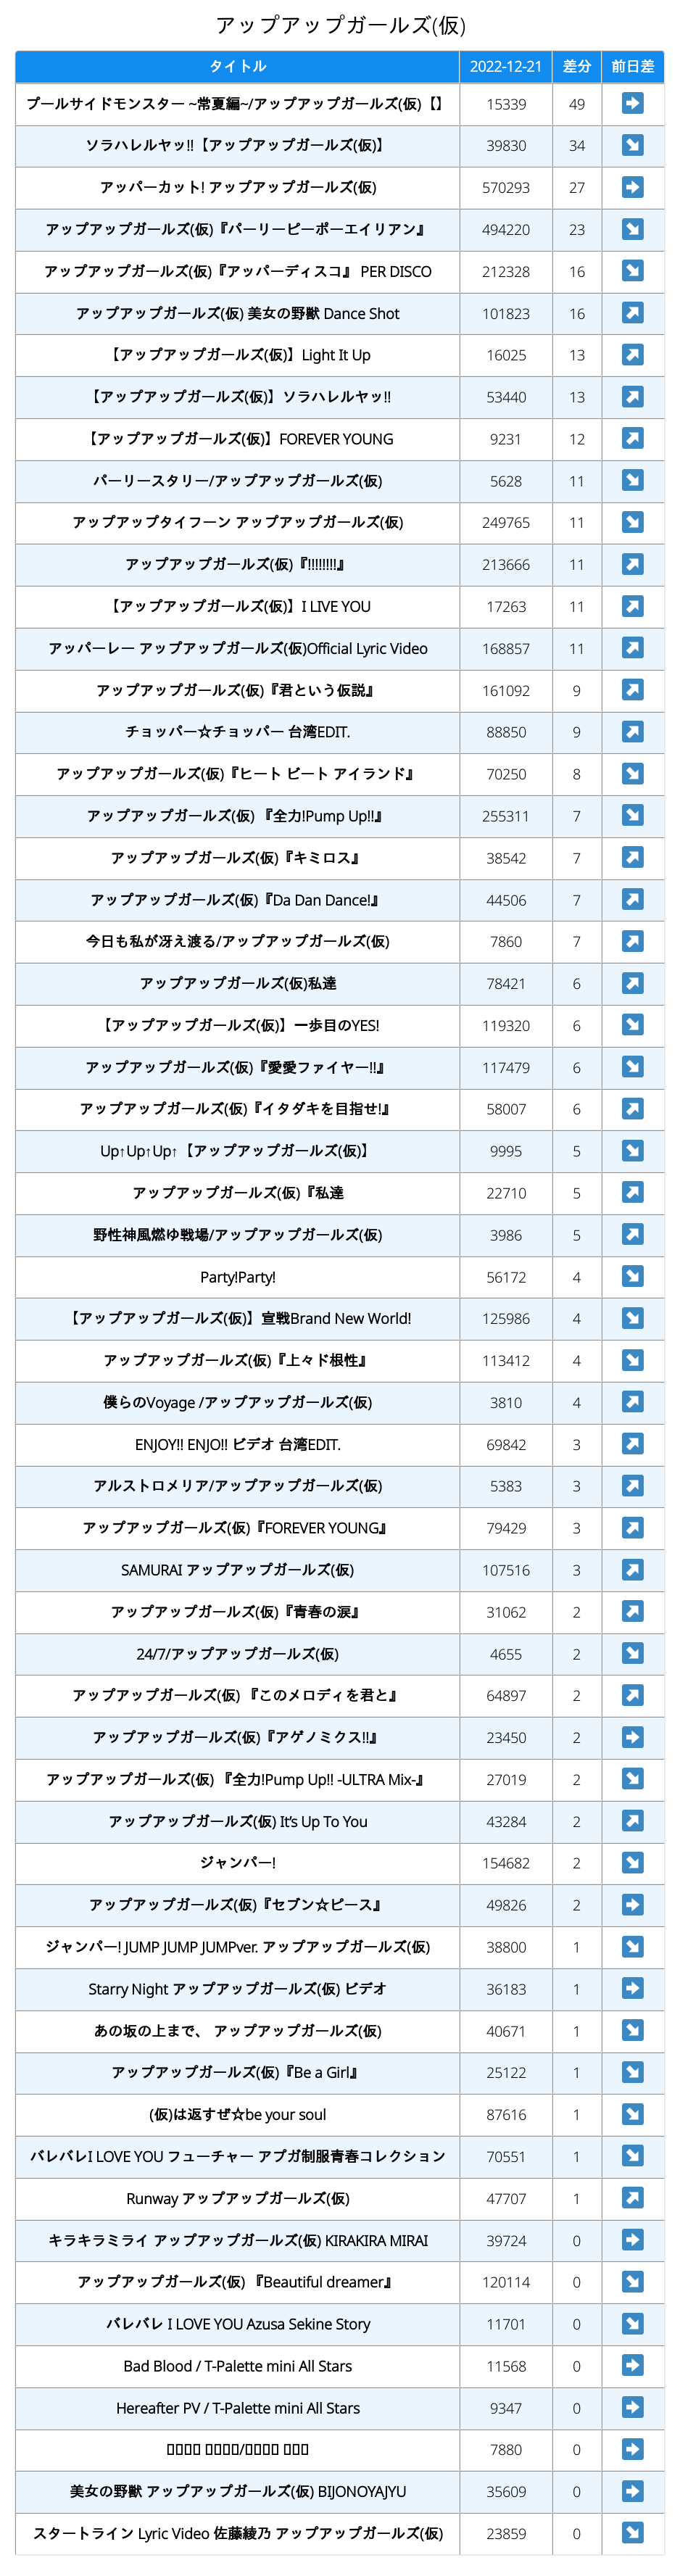 アップアップガールズ(仮)
タイトル 2022-12-21 差分 前日差
プールサイドモンスター ~常夏編~/アップアップガールズ(仮)【】 15339 49 ➡
ソラハレルヤッ!!【アップアップガールズ(仮)】 39830 34 ↘
アッパーカット! アップアップガールズ(仮) 570293 27 ➡
アップアップガールズ(仮)『パーリーピーポーエイリアン』 494220 23 ↘
アップアップガールズ(仮)『アッパーディスコ』 PER DISCO 212328 16 ↘
アップアップガールズ(仮) 美女の野獣 Dance Shot 101823 16 ↗
【アップアップガールズ(仮)】Light It Up 16025 13 ↗
【アップアップガールズ(仮)】ソラハレルヤッ!! 53440 13 ↗
【アップアップガールズ(仮)】FOREVER YOUNG 9231 12 ↗
パーリースタリー/アップアップガールズ(仮) 5628 11 ↘
アップアップタイフーン アップアップガールズ(仮) 249765 11 ↘
アップアップガールズ(仮)『!!!!!!!!』 213666 11 ↗
【アップアップガールズ(仮)】I LIVE YOU 17263 11 ↗
アッパーレー アップアップガールズ(仮)Official Lyric Video 168857 11 ↗
アップアップガールズ(仮)『君という仮説』 161092 9 ↗
チョッパー☆チョッパー 台湾EDIT. 88850 9 ↗
アップアップガールズ(仮)『ヒート ビート アイランド』 70250 8 ↘
アップアップガールズ(仮) 『全力!Pump Up!!』 255311 7 ↘
アップアップガールズ(仮)『キミロス』 38542 7 ↗
アップアップガールズ(仮)『Da Dan Dance!』 44506 7 ↗
今日も私が冴え渡る/アップアップガールズ(仮) 7860 7 ↗
アップアップガールズ(仮)私達 78421 6 ↗
【アップアップガールズ(仮)】一歩目のYES! 119320 6 ↘
アップアップガールズ(仮)『愛愛ファイヤー!!』 117479 6 ↘
アップアップガールズ(仮)『イタダキを目指せ!』 58007 6 ↗
Up↑Up↑Up↑【アップアップガールズ(仮)】 9995 5 ↘
アップアップガールズ(仮)『私達 22710 5 ↗
野性神風燃ゆ戦場/アップアップガールズ(仮) 3986 5 ↗
Party!Party! 56172 4 ↘
【アップアップガールズ(仮)】宣戦Brand New World! 125986 4 ↘
アップアップガールズ(仮)『上々ド根性』 113412 4 ↘
僕らのVoyage /アップアップガールズ(仮) 3810 4 ↗
ENJOY!! ENJO!! ビデオ 台湾EDIT. 69842 3 ↗
アルストロメリア/アップアップガールズ(仮) 5383 3 ↗
アップアップガールズ(仮)『FOREVER YOUNG』 79429 3 ↗
SAMURAI アップアップガールズ(仮) 107516 3 ↗
アップアップガールズ(仮)『青春の涙』 31062 2 ↗
24/7/アップアップガールズ(仮) 4655 2 ↘
アップアップガールズ(仮) 『このメロディを君と』 64897 2 ↗
アップアップガールズ(仮)『アゲノミクス!!』 23450 2 ➡
アップアップガールズ(仮) 『全力!Pump Up!! -ULTRA Mix-』 27019 2 ↘
アップアップガールズ(仮) It's Up To You 43284 2 ↗
ジャンパー! 154682 2 ↘
アップアップガールズ(仮)『セブン☆ピース』 49826 2 ➡
ジャンパー! JUMP JUMP JUMPver. アップアップガールズ(仮) 38800 1 ↘
Starry Night アップアップガールズ(仮) ビデオ 36183 1 ➡
あの坂の上まで、 アップアップガールズ(仮) 40671 1 ↘
アップアップガールズ(仮)『Be a Girl』 25122 1 ↘
(仮)は返すぜ☆be your soul 87616 1 ↘
バレバレI LOVE YOU フューチャー アプガ制服青春コレクション 70551 1 ↘
Runway アップアップガールズ(仮) 47707 1 ↗
キラキラミライ アップアップガールズ(仮) KIRAKIRA MIRAI 39724 0 ➡
アップアップガールズ(仮) 『Beautiful dreamer』 120114 0 ↘
バレバレ I LOVE YOU Azusa Sekine Story 11701 0 ↘
Bad Blood / T-Palette mini All Stars 11568 0 ➡
Hereafter PV / T-Palette mini All Stars 9347 0 ➡
7880 0 ➡
美女の野獣 アップアップガールズ(仮) BIJONOYAJYU 35609 0 ➡
スタートライン Lyric Video 佐藤綾乃 アップアップガールズ(仮) 23859 0 ↘